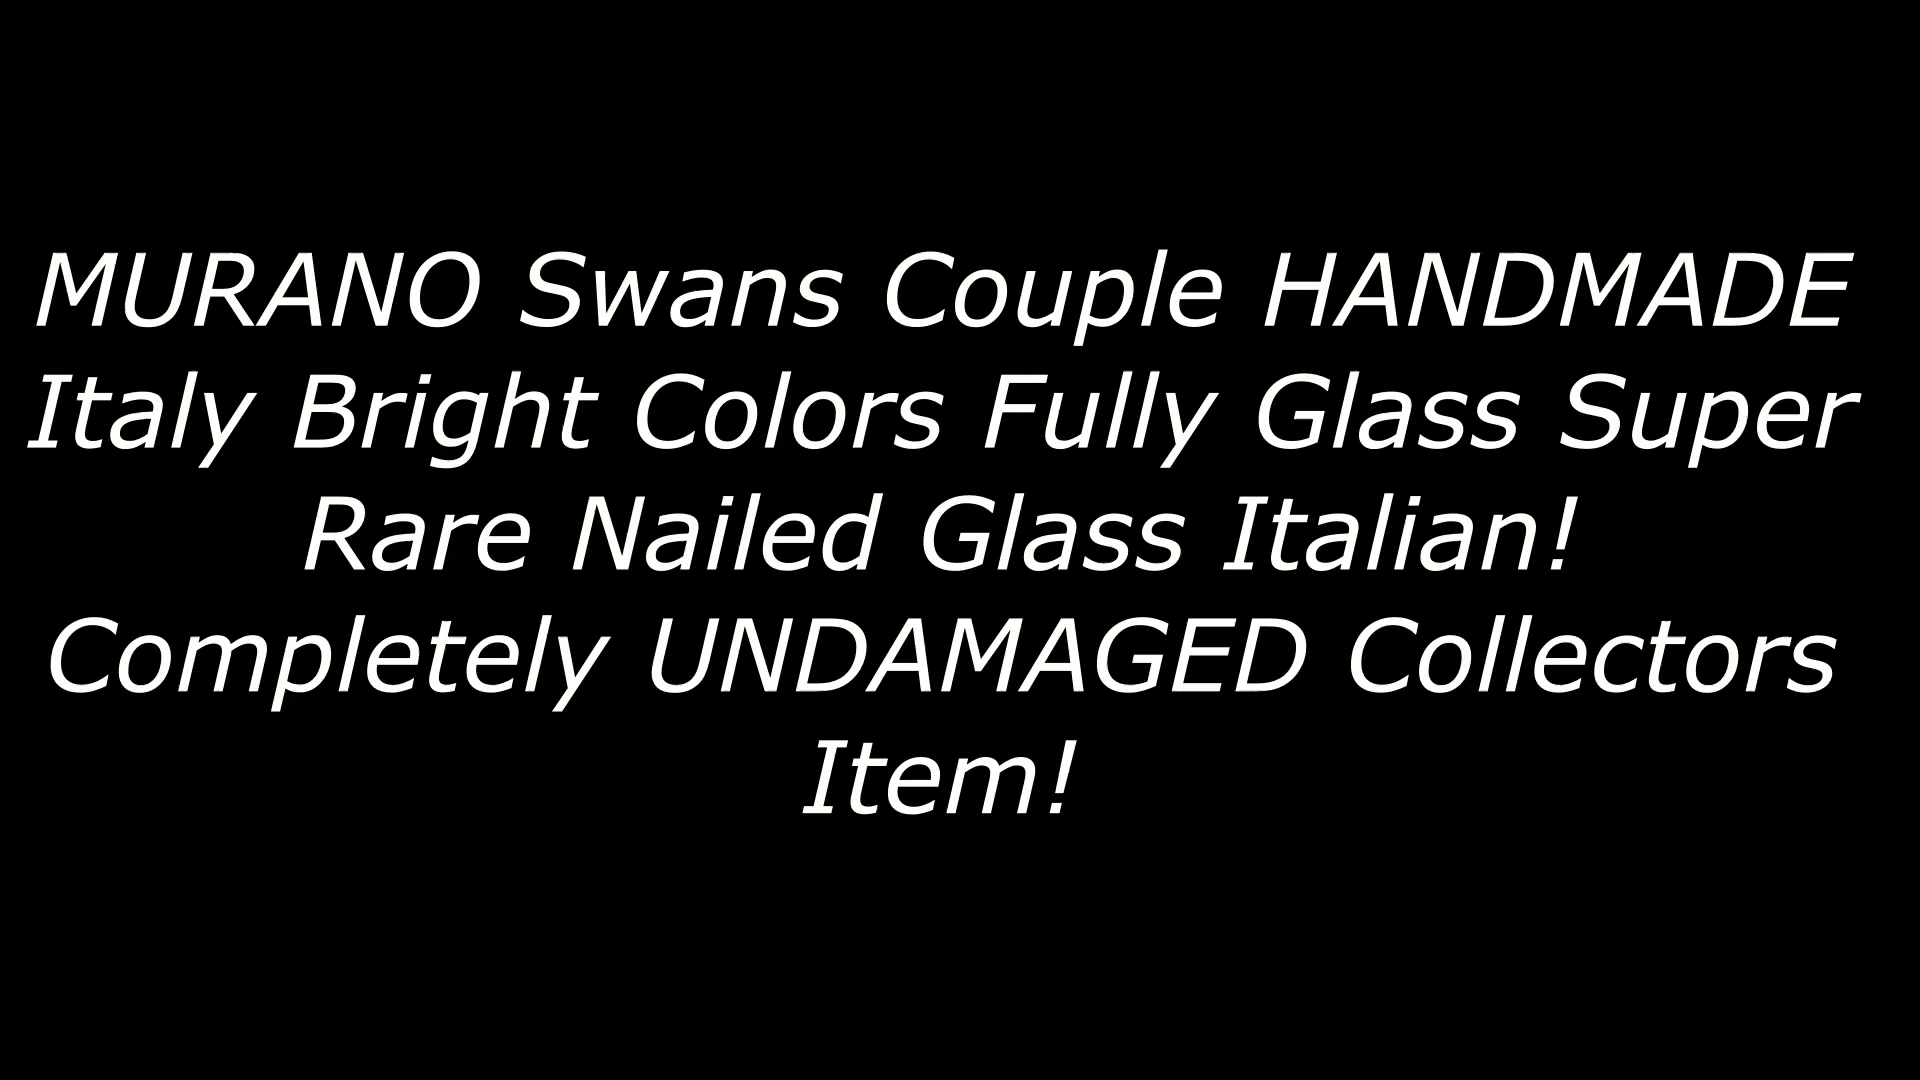 MURANO Swans Couple HANDMADE
Italy Bright Colors Fully Glass Super
Rare Nailed Glass Italian!
Completely UNDAMAGED Collectors
Item!